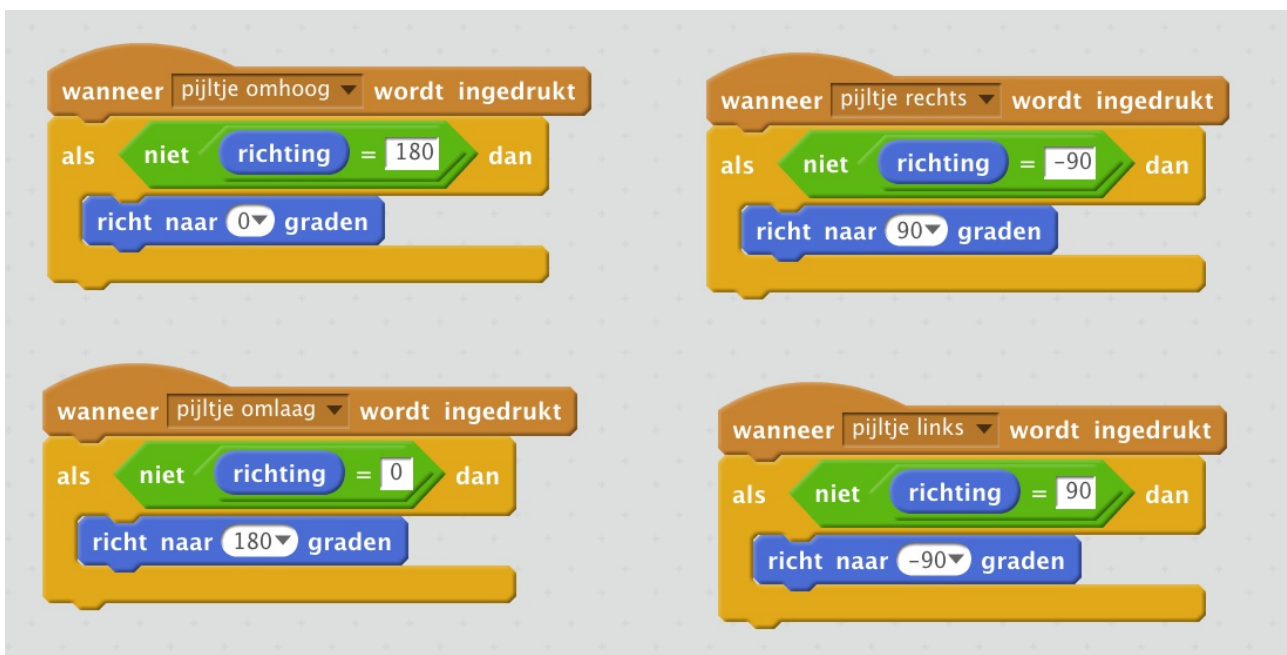 wanneer pijltje omhoog wordt ingedrukt
als niet richting = 180 dan
richt naar 0 graden
wanneer pijltje rechts wordt ingedrukt
als niet richting = -90 dan
richt naar 90 graden
wanneer pijltje omlaag wordt ingedrukt
als niet richting = 0 dan
richt naar 180 graden
wanneer pijltje links wordt ingedrukt
als niet richting = 90 dan
richt naar -90 graden